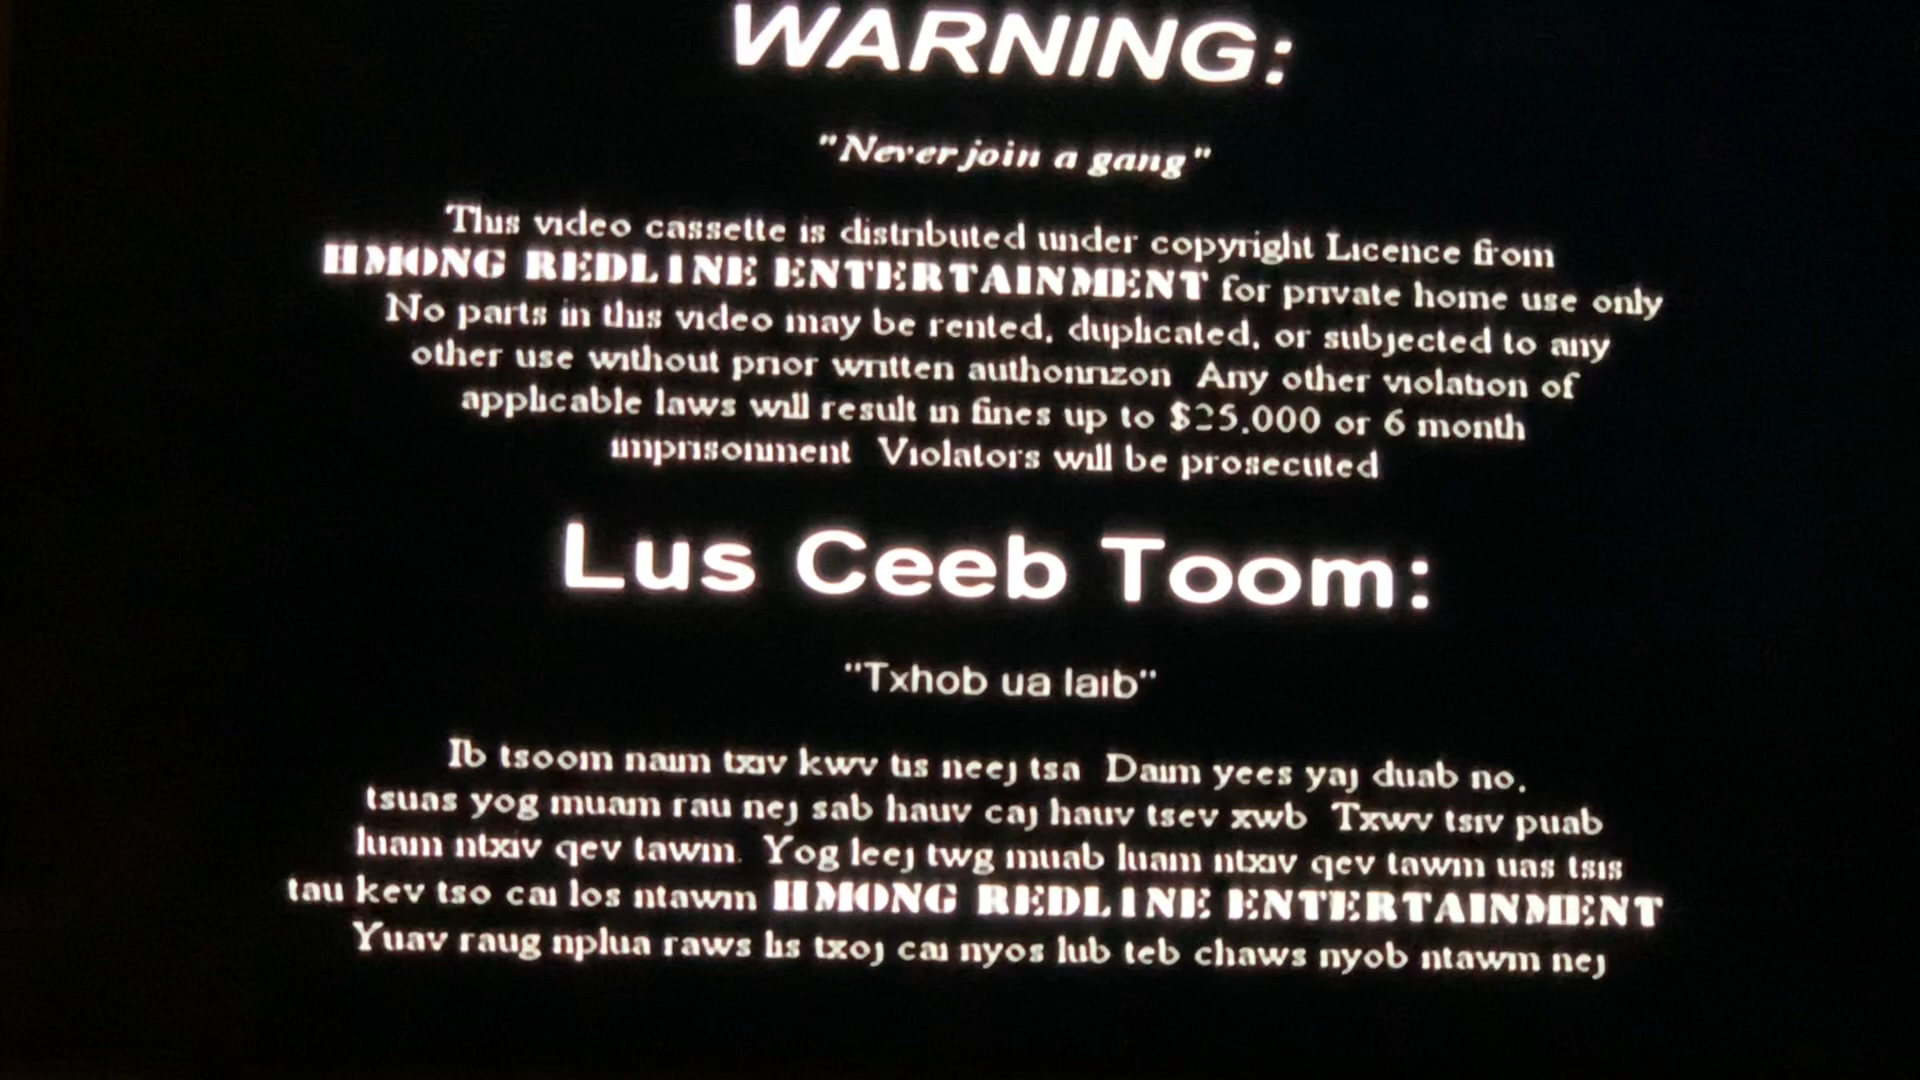 WARNING:
"Never join a gang"
This video cassette is distributed under copyright Licence from
HMONG REDLINE ENTERTAINMENT for private home use only
No parts in this video may be rented, duplicated, or subjected to any
other use without prior written authorinzon Any other violation of
applicable laws will result in fines up to $25,000 or 6 month
imprisonment Violators will be prosecuted
Lus Ceeb Toom:
"Txhob ua laib"
Ib tsoom naim txiv kwv tis neej tsa Daim yees yaj duab no,
tsuas yog muam rau nej sab hauv caj hauv tsev xwb Txwv tsiv puab
luam ntxiv qev tawm. Yog leej twg muab luam ntxiv qev tawm uas tsis
tau kev tso cai los ntawm HMONG REDLINE ENTERTAINMENT
Yuav raug nplua raws lis txoj cai nyos lub teb chaws nyob ntawm nej